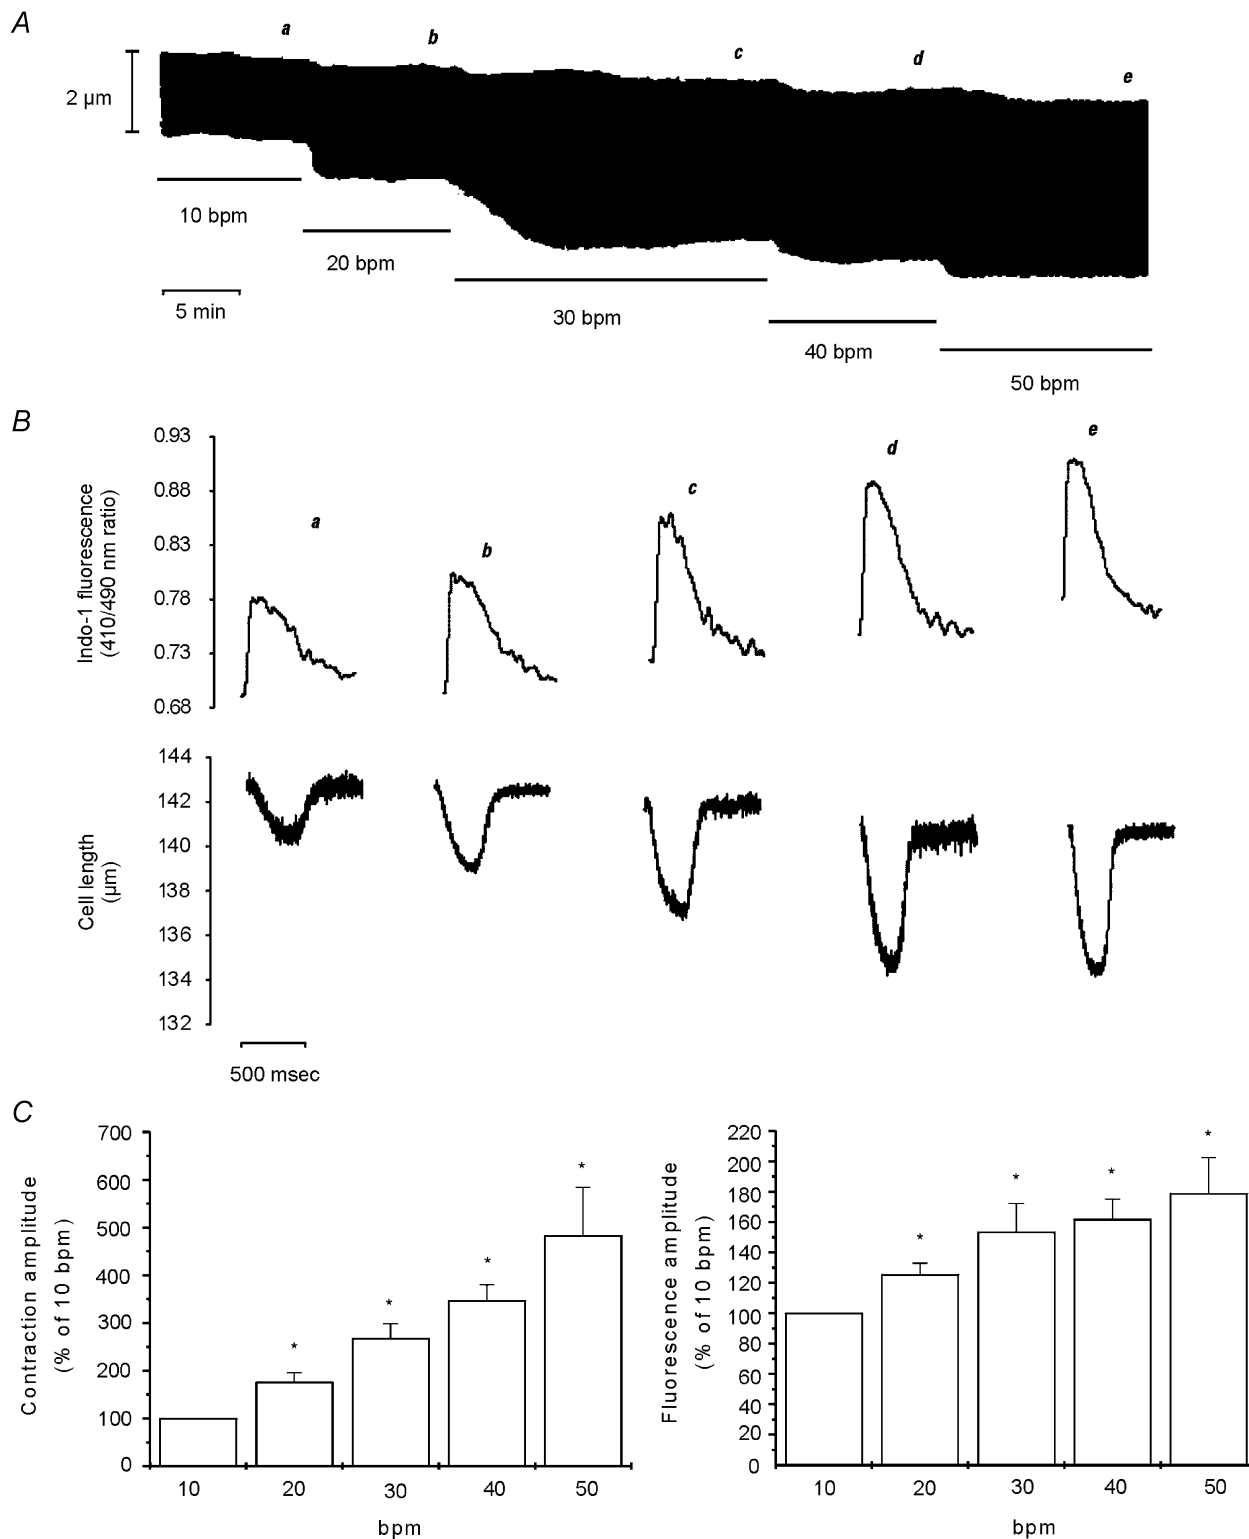 A
a
b
c
d
e
2 µm
10 bpm
20 bpm
30 bpm
40 bpm
50 bpm
5 min
B
Indo-1 fluorescence
(410/490 nm ratio)
0.93
0.88
0.83
0.78
0.73
0.68
a
b
c
d
e
Cell length
(µm)
144
142
140
138
136
134
132
500 msec
C
Contraction amplitude
(% of 10 bpm)
700
600
500
400
300
200
100
0
*
*
*
*
10
20
30
40
50
bpm
Fluorescence amplitude
(% of 10 bpm)
220
200
180
160
140
120
100
80
60
40
20
0
*
*
*
*
10
20
30
40
50
bpm